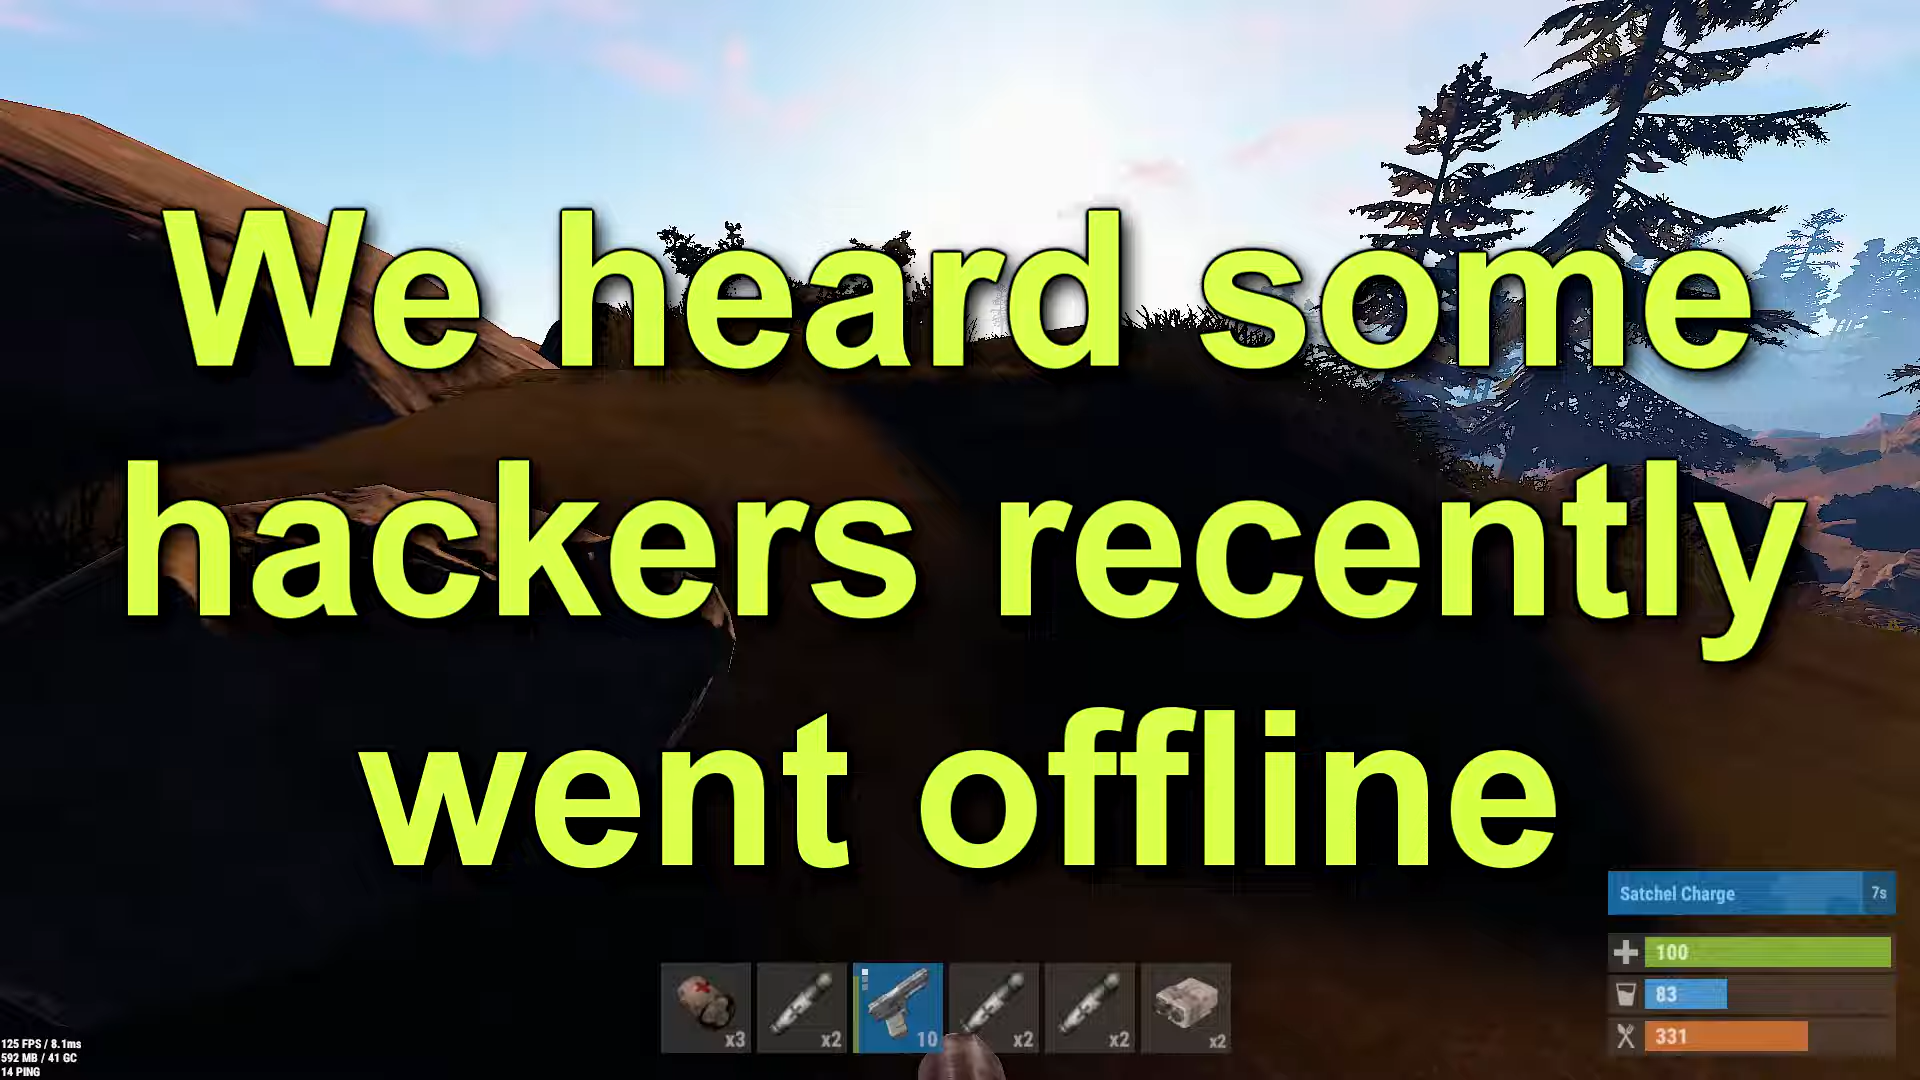 We heard some
hackers recently
went offline
Satchel Charge 7s
100
83
331
x3 x2 10 x2 x2 x2
125 FPS / 8.1ms
592 MB / 41 GC
14 PING